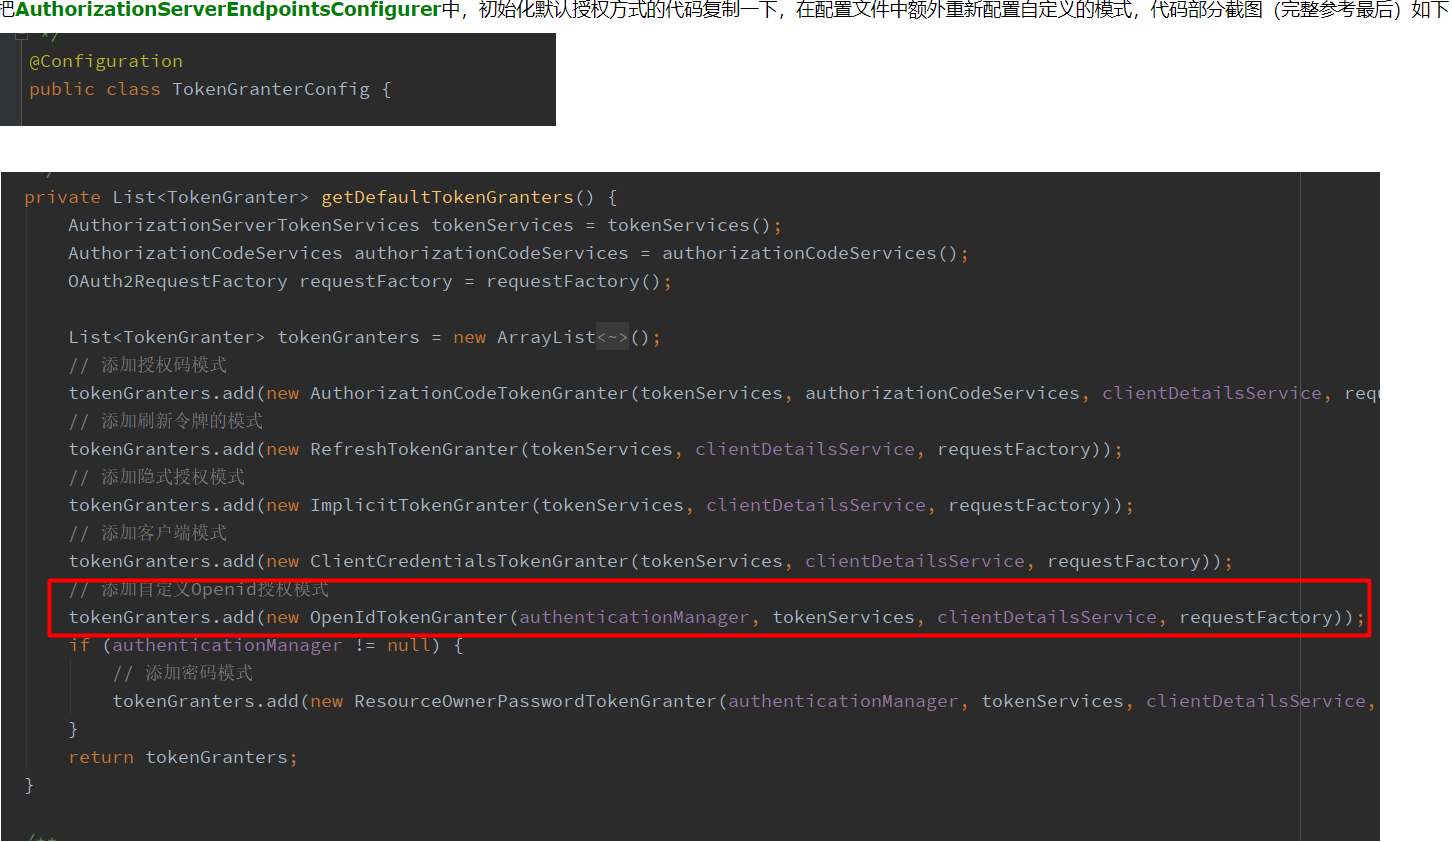 把AuthorizationServerEndpointsConfigurer中，初始化默认授权方式的代码复制一下，在配置文件中额外重新配置自定义的模式，代码部分截图（完整参考最后）如下
*/
@Configuration
public class TokenGranterConfig {
*/
private List<TokenGranter> getDefaultTokenGranters() {
AuthorizationServerTokenServices tokenServices = tokenServices();
AuthorizationCodeServices authorizationCodeServices = authorizationCodeServices();
OAuth2RequestFactory requestFactory = requestFactory();
List<TokenGranter> tokenGranters = new ArrayList<~>();
// 添加授权码模式
tokenGranters.add(new AuthorizationCodeTokenGranter(tokenServices, authorizationCodeServices, clientDetailsService, requ
// 添加刷新令牌的模式
tokenGranters.add(new RefreshTokenGranter(tokenServices, clientDetailsService, requestFactory));
// 添加隐式授权模式
tokenGranters.add(new ImplicitTokenGranter(tokenServices, clientDetailsService, requestFactory));
// 添加客户端模式
tokenGranters.add(new ClientCredentialsTokenGranter(tokenServices, clientDetailsService, requestFactory));
// 添加自定义Openid授权模式
tokenGranters.add(new OpenIdTokenGranter(authenticationManager, tokenServices, clientDetailsService, requestFactory));
if (authenticationManager != null) {
// 添加密码模式
tokenGranters.add(new ResourceOwnerPasswordTokenGranter(authenticationManager, tokenServices, clientDetailsService,
}
return tokenGranters;
}
/**